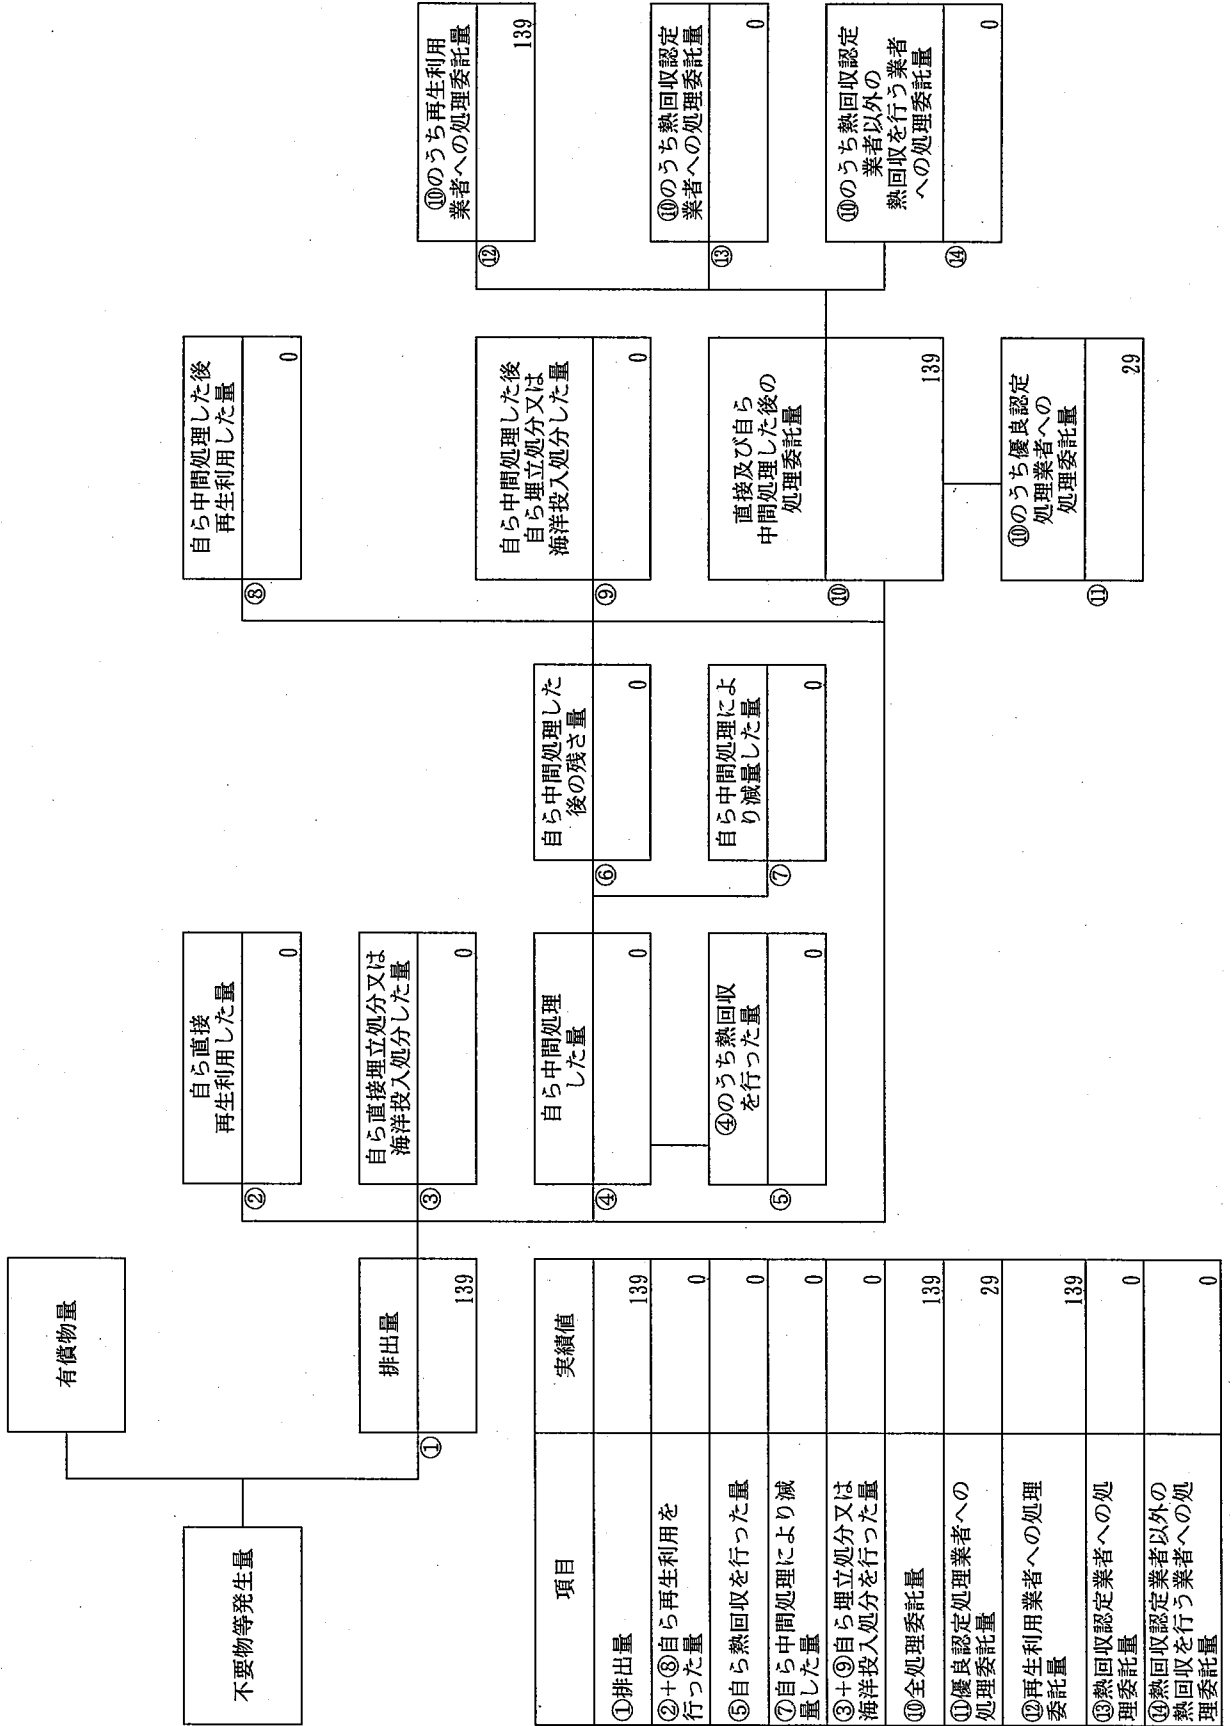 不要物等発生量
有償物量
排出量
①
139
自ら直接
再生利用した量
②
0
自ら直接埋立処分又は
海洋投入処分した量
③
0
自ら中間処理
した量
④
0
④のうち熱回収
を行った量
⑤
0
自ら中間処理した
後の残さ量
⑥
0
自ら中間処理によ
り減量した量
⑦
0
自ら中間処理した後
再生利用した量
⑧
0
自ら中間処理した後
自ら埋立処分又は
海洋投入処分した量
⑨
0
直接及び自ら
中間処理した後の
処理委託量
⑩
139
⑩のうち優良認定
処理業者への
処理委託量
⑪
29
⑩のうち再生利用
業者への処理委託量
⑫
139
⑩のうち熱回収認定
業者への処理委託量
⑬
0
⑩のうち熱回収認定
業者以外の
熱回収を行う業者
への処理委託量
⑭
0
項目 実績値
①排出量 139
②+⑧自ら再生利用を
行った量 0
⑤自ら熱回収を行った量 0
⑦自ら中間処理により減
量した量 0
③+⑨自ら埋立処分又は
海洋投入処分を行った量 0
⑩全処理委託量 139
⑪優良認定処理業者への
処理委託量 29
⑫再生利用業者への処理
委託量 139
⑬熱回収認定業者への処
理委託量 0
⑭熱回収認定業者以外の
熱回収を行う業者への処
理委託量 0